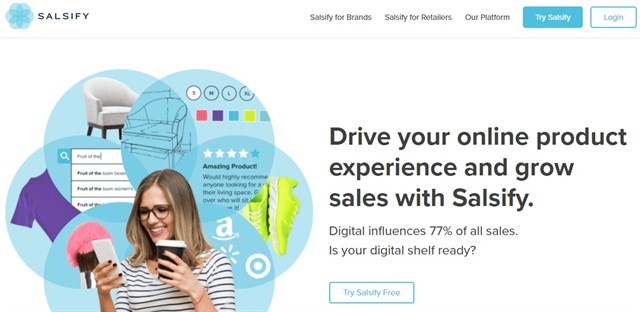 SALSIFY
Salsify for Brands
Salsify for Retailers
Our Platform
Try Salsify
Login
S M L XL
Fruit of the
Fruit of the loom boxer
Fruit of the loom women's
Fruit of the
Amazing Product!
Would highly recomme
anyone looking for a c
their living space. G
over who will sit
Drive your online product
experience and grow
sales with Salsify.
Digital influences 77% of all sales.
Is your digital shelf ready?
Try Salsify Free